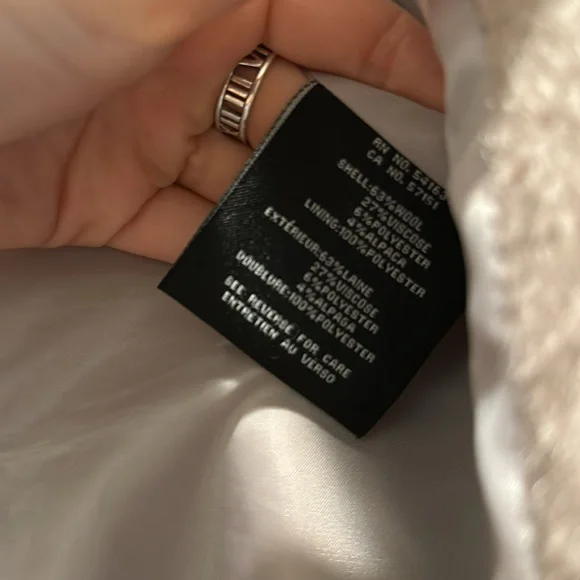 RN NO. 54163
CA NO. 57151
SHELL:63%WOOL
27%VISCOSE
6%POLYESTER
4%ALPACA
LINING:100%POLYESTER
EXTÉRIEUR:63%LAINE
27%VISCOSE
6%POLYESTER
4%ALPAGA
DOUBLURE:100%POLYESTER
SEE REVERSE FOR CARE
ENTRETIEN AU VERSO